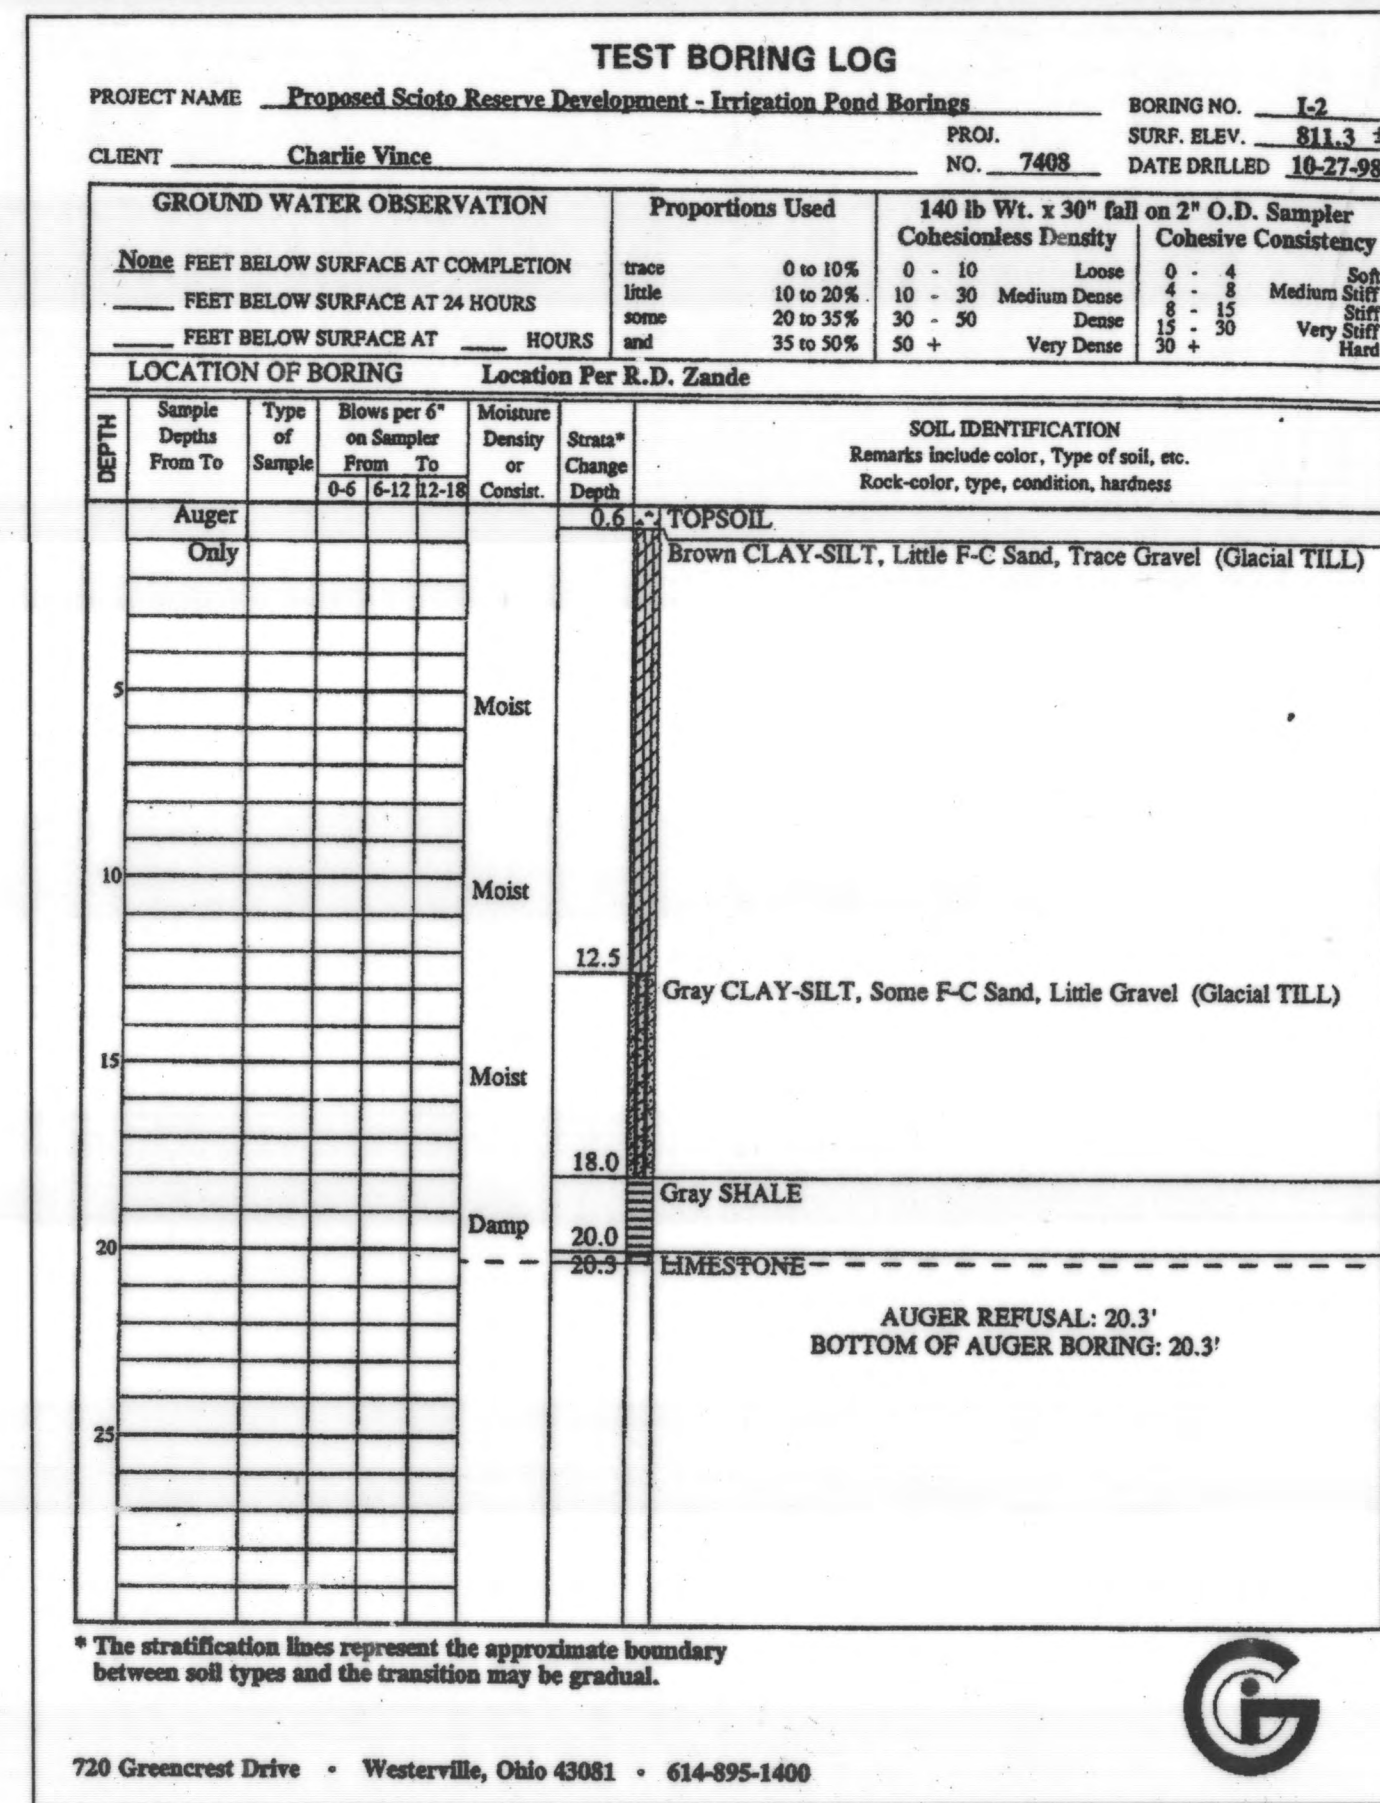 TEST BORING LOG
PROJECT NAME Proposed Scioto Reserve Development - Irrigation Pond Borings BORING NO. I-2
PROJ. SURF. ELEV. 811.3 ±
CLIENT Charlie Vince NO. 7408 DATE DRILLED 10-27-98
GROUND WATER OBSERVATION
None FEET BELOW SURFACE AT COMPLETION
____ FEET BELOW SURFACE AT 24 HOURS
____ FEET BELOW SURFACE AT ____ HOURS
Proportions Used
trace 0 to 10%
little 10 to 20%
some 20 to 35%
and 35 to 50%
140 lb Wt. x 30" fall on 2" O.D. Sampler
Cohesionless Density
0 - 10 Loose
10 - 30 Medium Dense
30 - 50 Dense
50 + Very Dense
Cohesive Consistency
0 - 4 Soft
4 - 8 Medium Stiff
8 - 15 Stiff
15 - 30 Very Stiff
30 + Hard
LOCATION OF BORING Location Per R.D. Zande
DEPTH
Sample
Depths
From To
Type
of
Sample
Blows per 6"
on Sampler
From To
0-6 6-12 12-18
Moisture
Density
or
Consist.
Strata*
Change
Depth
SOIL IDENTIFICATION
Remarks include color, Type of soil, etc.
Rock-color, type, condition, hardness
Auger 0.6 TOPSOIL
Only Brown CLAY-SILT, Little F-C Sand, Trace Gravel (Glacial TILL)
5 Moist
10 Moist
12.5
Gray CLAY-SILT, Some F-C Sand, Little Gravel (Glacial TILL)
15 Moist
18.0
Gray SHALE
Damp
20 20.0
20.3 LIMESTONE
AUGER REFUSAL: 20.3'
BOTTOM OF AUGER BORING: 20.3'
25
* The stratification lines represent the approximate boundary
between soil types and the transition may be gradual.
720 Greencrest Drive • Westerville, Ohio 43081 • 614-895-1400